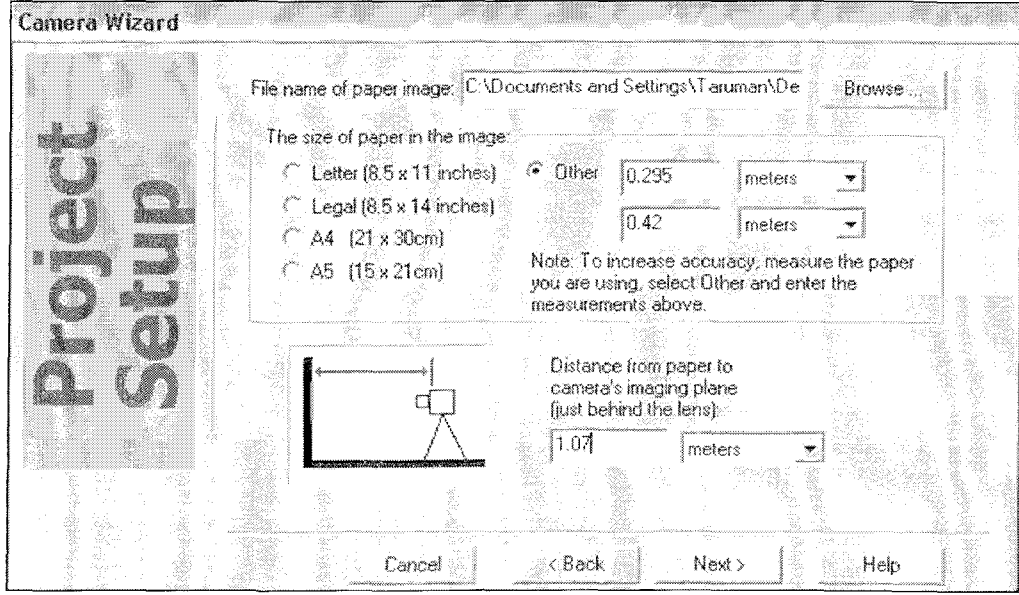 Camera Wizard
Project
Setup
File name of paper image: C:\Documents and Settings\Taruman\De Browse ...
The size of paper in the image:
Letter (8.5 x 11 inches) Other 0.295 meters
Legal (8.5 x 14 inches) 0.42 meters
A4 (21 x 30cm)
A5 (15 x 21cm)
Note: To increase accuracy, measure the paper
you are using, select Other and enter the
measurements above.
Distance from paper to
camera's imaging plane
(just behind the lens):
1.07 meters
Cancel < Back Next > Help